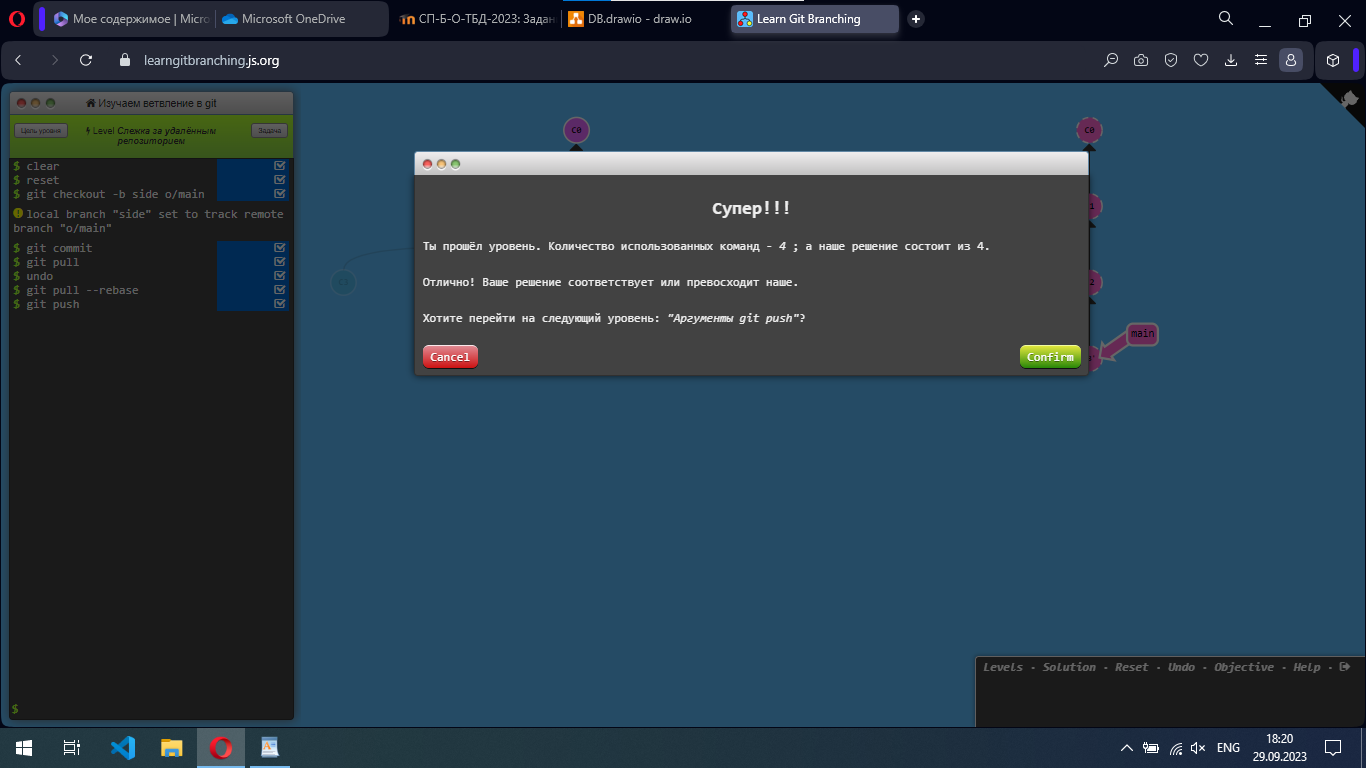 Мое содержимое | Micro
Microsoft OneDrive
СП-Б-О-ТБД-2023: Задан
DB.drawio - draw.io
Learn Git Branching
learngitbranching.js.org
Изучаем ветвление в git
Цель уровня
Level Слежка за удалённым репозиторием
Задача
$ clear
$ reset
$ git checkout -b side o/main
local branch "side" set to track remote
branch "o/main"
$ git commit
$ git pull
$ undo
$ git pull --rebase
$ git push
$
C0
C0
1
2
main
Супер!!!
Ты прошёл уровень. Количество использованных команд - 4 ; а наше решение состоит из 4.
Отлично! Ваше решение соответствует или превосходит наше.
Хотите перейти на следующий уровень: "Аргументы git push"?
Cancel
Confirm
Levels - Solution - Reset - Undo - Objective - Help -
ENG
18:20
29.09.2023